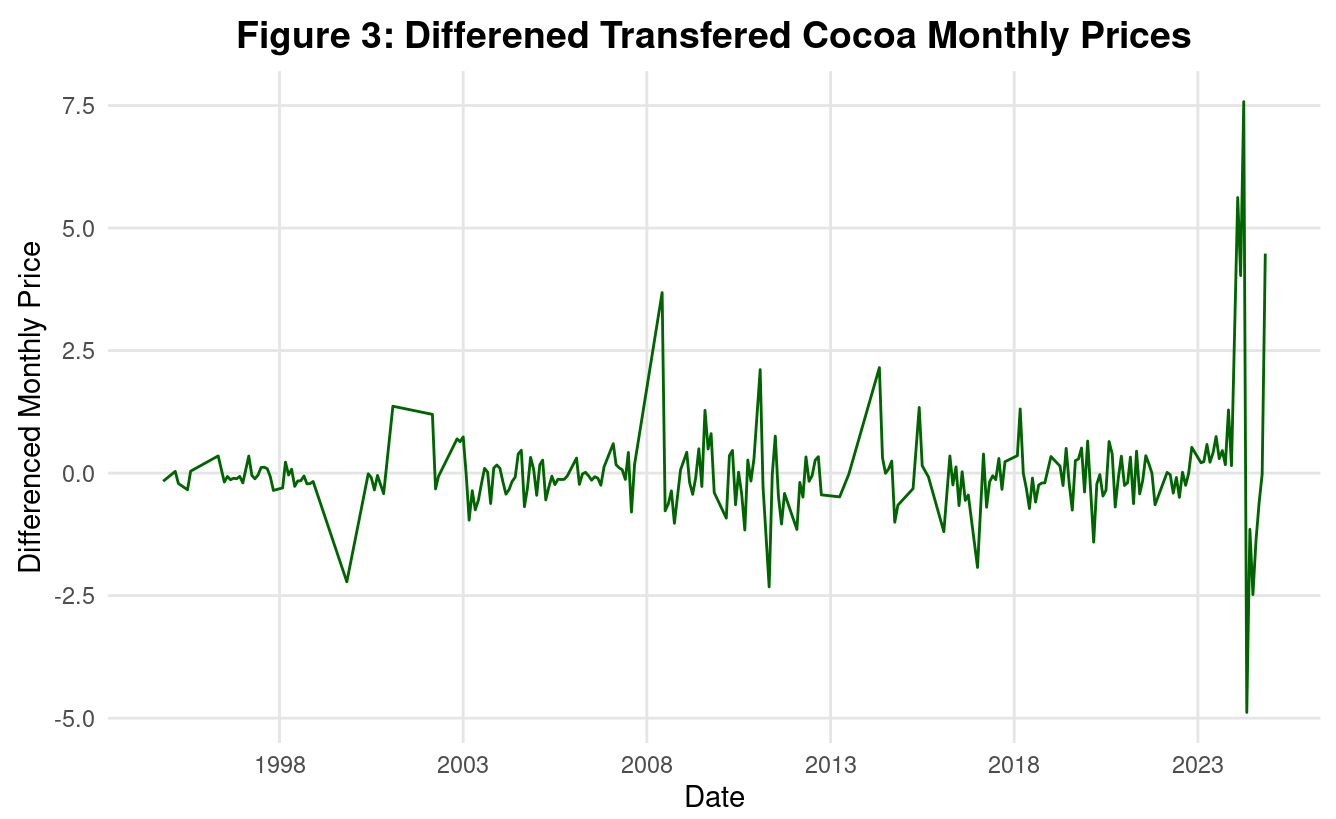 Figure 3: Differened Transfered Cocoa Monthly Prices
Differenced Monthly Price
7.5
5.0
2.5
0.0
-2.5
-5.0
1998 2003 2008 2013 2018 2023
Date